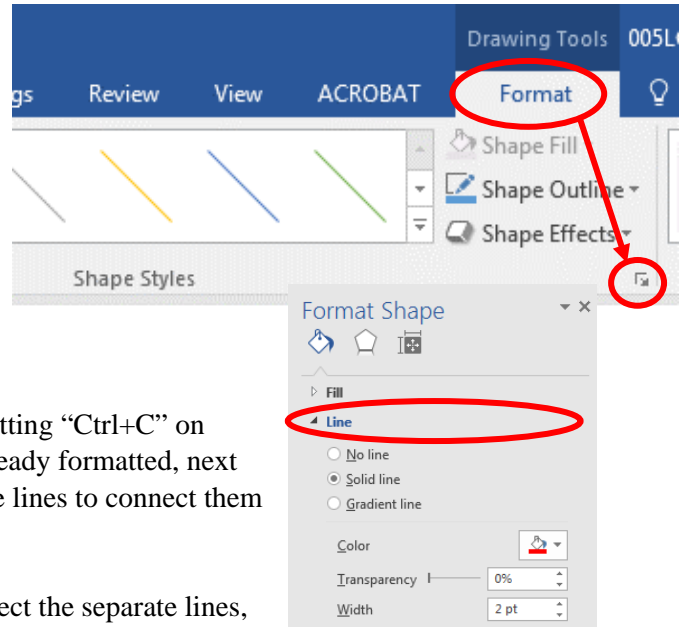 Drawing Tools 005L
gs Review View ACROBAT Format
Shape Fill
Shape Outline
Shape Effects
Shape Styles
Format Shape
Fill
Line
No line
Solid line
Gradient line
Color
Transparency 0%
Width 2 pt
tting “Ctrl+C” on
eady formatted, next
e lines to connect them
ect the separate lines,